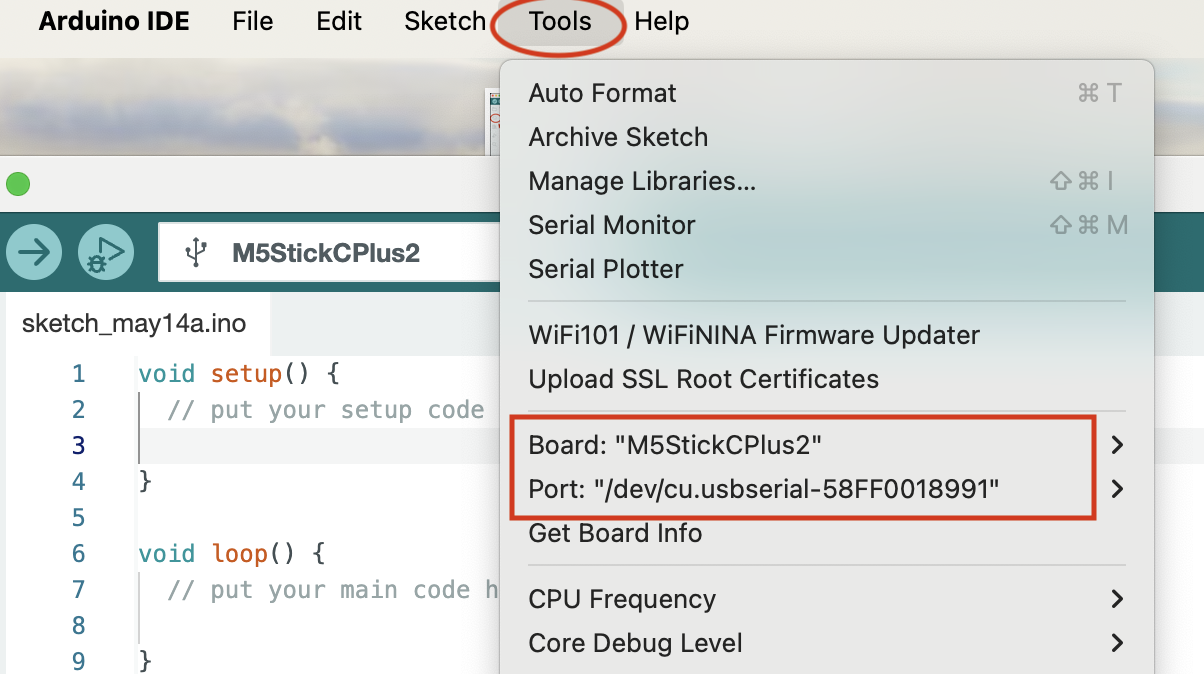 Arduino IDE File Edit Sketch Tools Help
Auto Format ⌘ T
Archive Sketch
Manage Libraries... ⇧ ⌘ I
Serial Monitor ⇧ ⌘ M
Serial Plotter
WiFi101 / WiFiNINA Firmware Updater
Upload SSL Root Certificates
Board: "M5StickCPlus2"
Port: "/dev/cu.usbserial-58FF0018991"
Get Board Info
CPU Frequency
Core Debug Level
M5StickCPlus2
sketch_may14a.ino
1 void setup() {
2 // put your setup code
3
4 }
5
6 void loop() {
7 // put your main code h
8
9 }